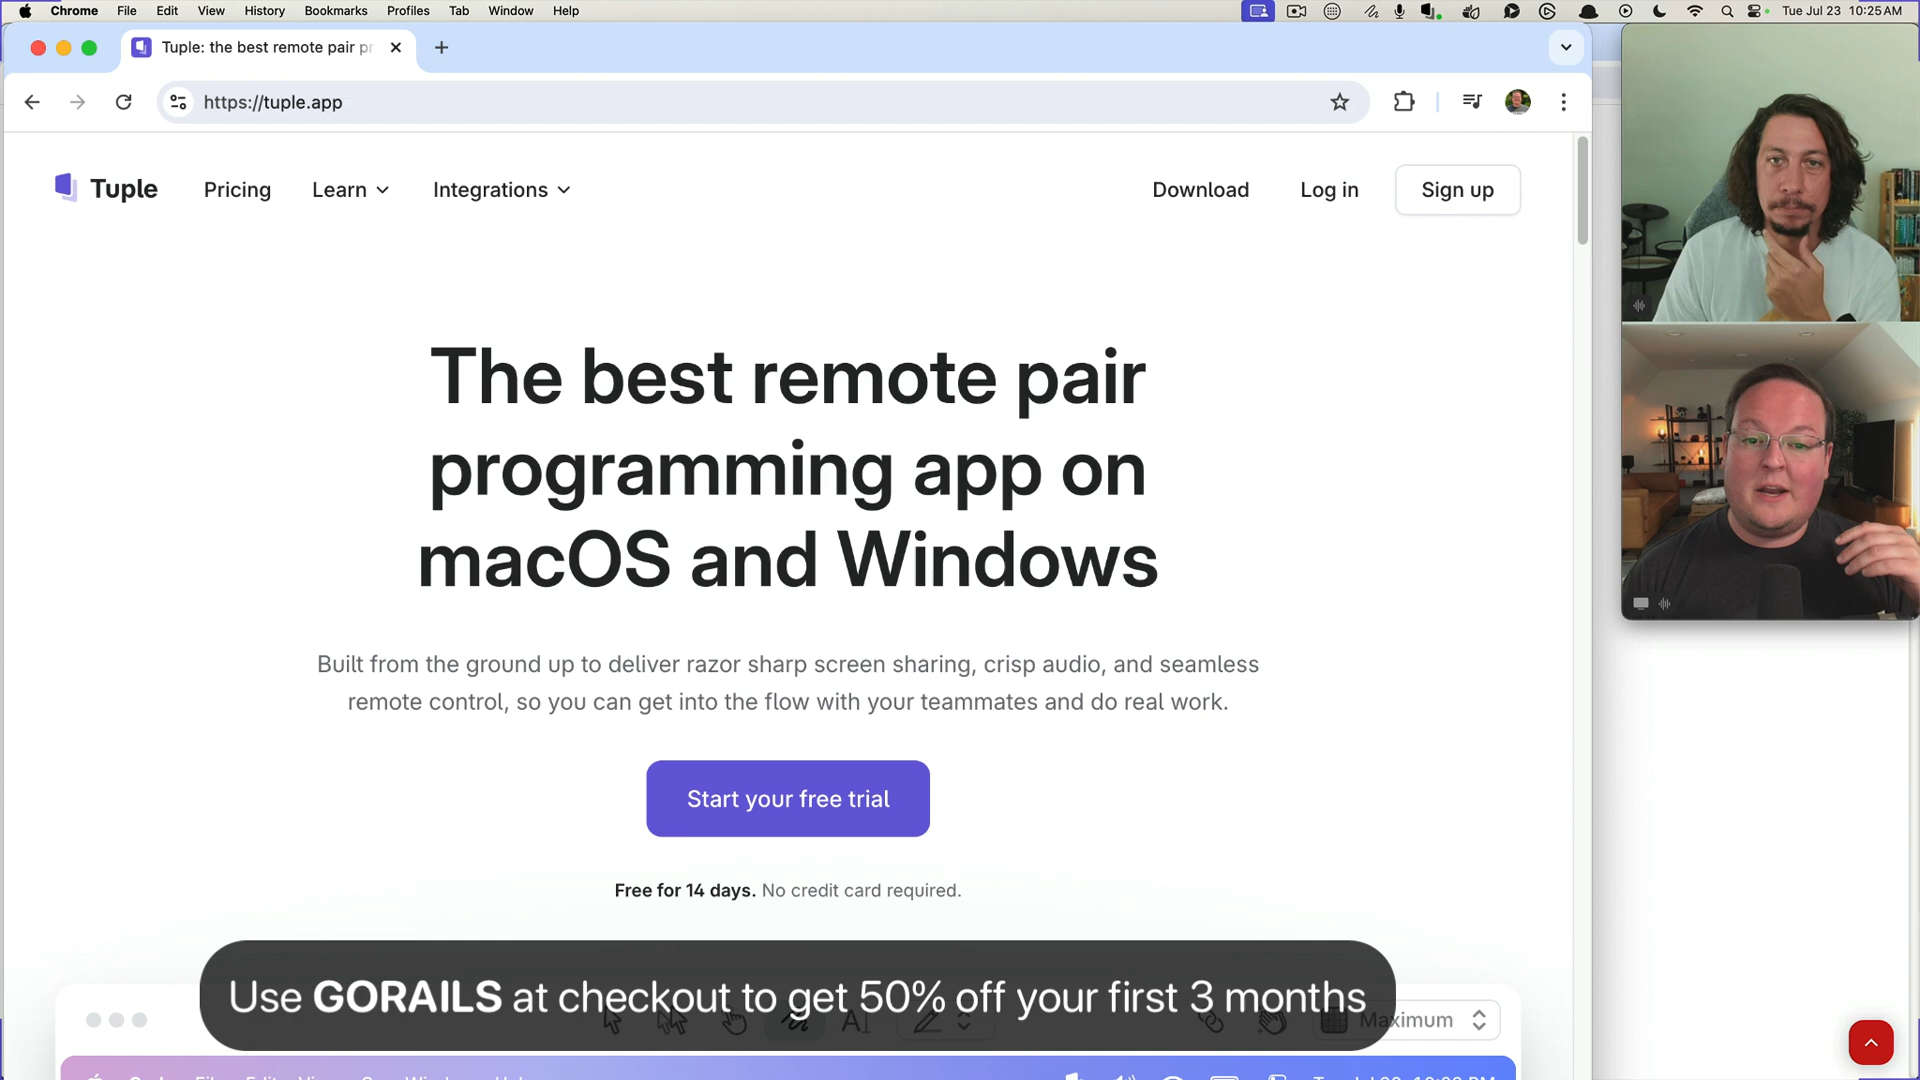 Chrome File Edit View History Bookmarks Profiles Tab Window Help Tue Jul 23 10:25 AM
Tuple: the best remote pair pr
https://tuple.app
Tuple Pricing Learn Integrations Download Log in Sign up
The best remote pair
programming app on
macOS and Windows
Built from the ground up to deliver razor sharp screen sharing, crisp audio, and seamless
remote control, so you can get into the flow with your teammates and do real work.
Start your free trial
Free for 14 days. No credit card required.
Use GORAILS at checkout to get 50% off your first 3 months
Maximum